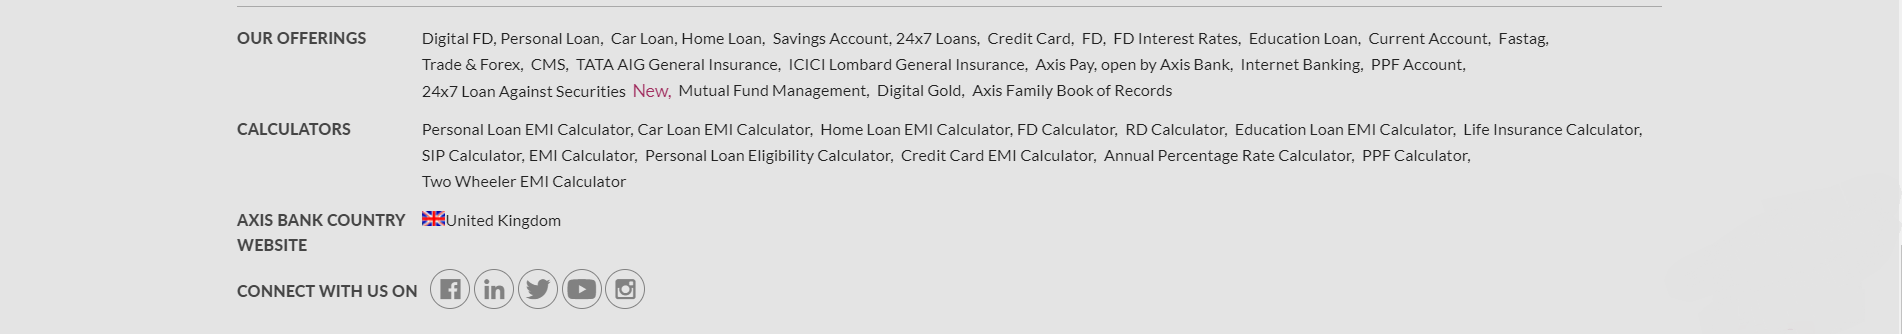 OUR OFFERINGS Digital FD, Personal Loan, Car Loan, Home Loan, Savings Account, 24x7 Loans, Credit Card, FD, FD Interest Rates, Education Loan, Current Account, Fastag,
Trade & Forex, CMS, TATA AIG General Insurance, ICICI Lombard General Insurance, Axis Pay, open by Axis Bank, Internet Banking, PPF Account,
24x7 Loan Against Securities New, Mutual Fund Management, Digital Gold, Axis Family Book of Records
CALCULATORS Personal Loan EMI Calculator, Car Loan EMI Calculator, Home Loan EMI Calculator, FD Calculator, RD Calculator, Education Loan EMI Calculator, Life Insurance Calculator,
SIP Calculator, EMI Calculator, Personal Loan Eligibility Calculator, Credit Card EMI Calculator, Annual Percentage Rate Calculator, PPF Calculator,
Two Wheeler EMI Calculator
AXIS BANK COUNTRY United Kingdom
WEBSITE
CONNECT WITH US ON